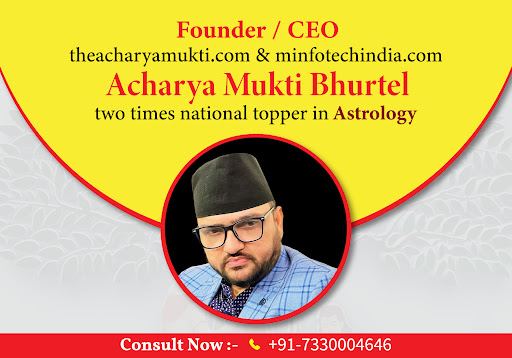 Founder / CEO
theacharyamukti.com & minfotechindia.com
Acharya Mukti Bhurtel
two times national topper in Astrology
Consult Now :- +91-7330004646